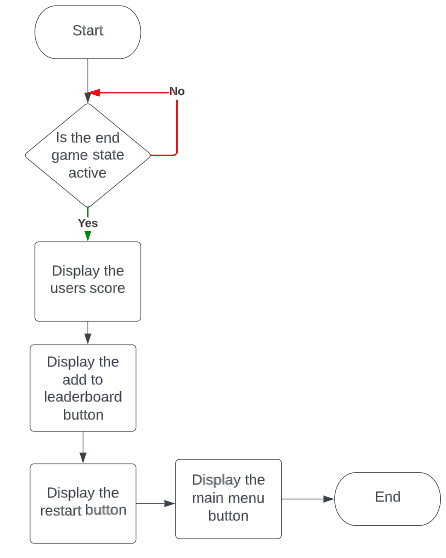 Start
No
Is the end
game state
active
Yes
Display the
users score
Display the
add to
leaderboard
button
Display the
restart button
Display the
main menu
button
End